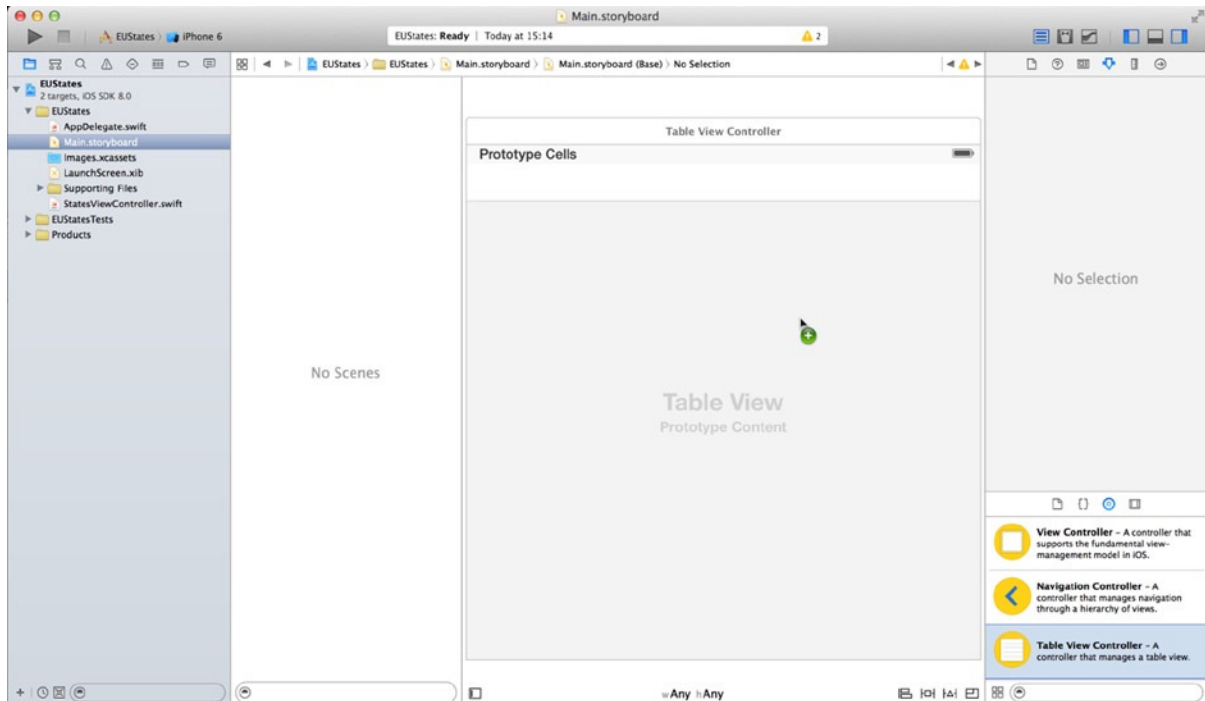 Main.storyboard
EUStates
iPhone 6
EUStates: Ready | Today at 15:14
2
EUStates
EUStates
Main.storyboard
Main.storyboard (Base)
No Selection
EUStates
2 targets, iOS SDK 8.0
EUStates
AppDelegate.swift
Main.storyboard
Images.xcassets
LaunchScreen.xib
Supporting Files
StatesViewController.swift
EUStatesTests
Products
No Scenes
Table View Controller
Prototype Cells
Table View
Prototype Content
wAny hAny
No Selection
View Controller – A controller that
supports the fundamental view-
management model in iOS.
Navigation Controller – A
controller that manages navigation
through a hierarchy of views.
Table View Controller – A
controller that manages a table view.